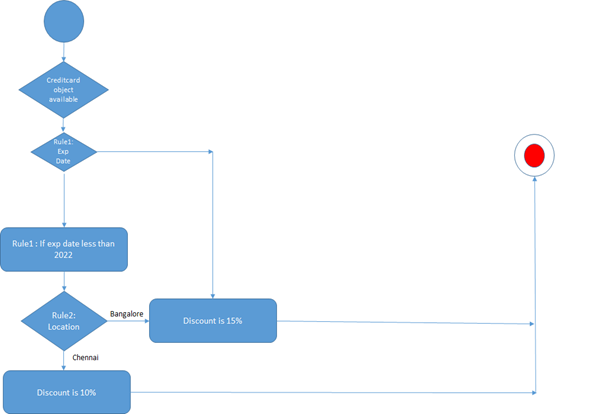 Creditcard
object
available
Rule1:
Exp
Date
Rule1 : If exp date less than
2022
Rule2:
Location
Bangalore
Discount is 15%
Chennai
Discount is 10%